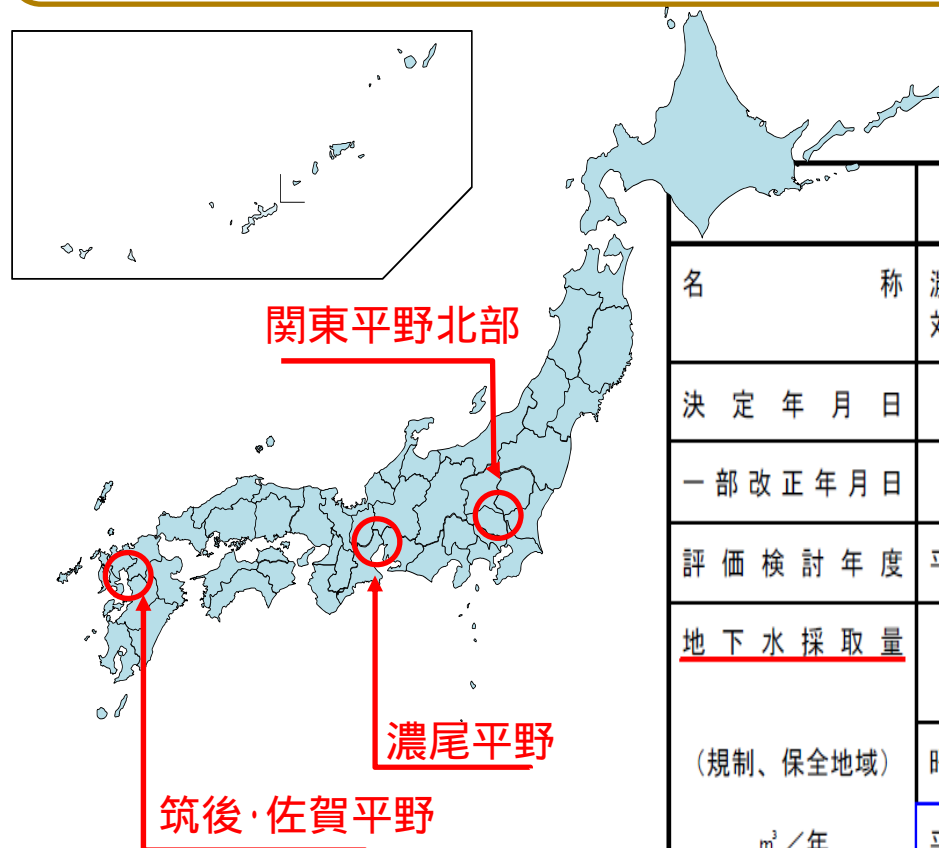 関東平野北部
濃尾平野
筑後・佐賀平野
名称
決定年月日
一部改正年月日
評価検討年度
地下水採取量
(規制、保全地域)
㎥/年